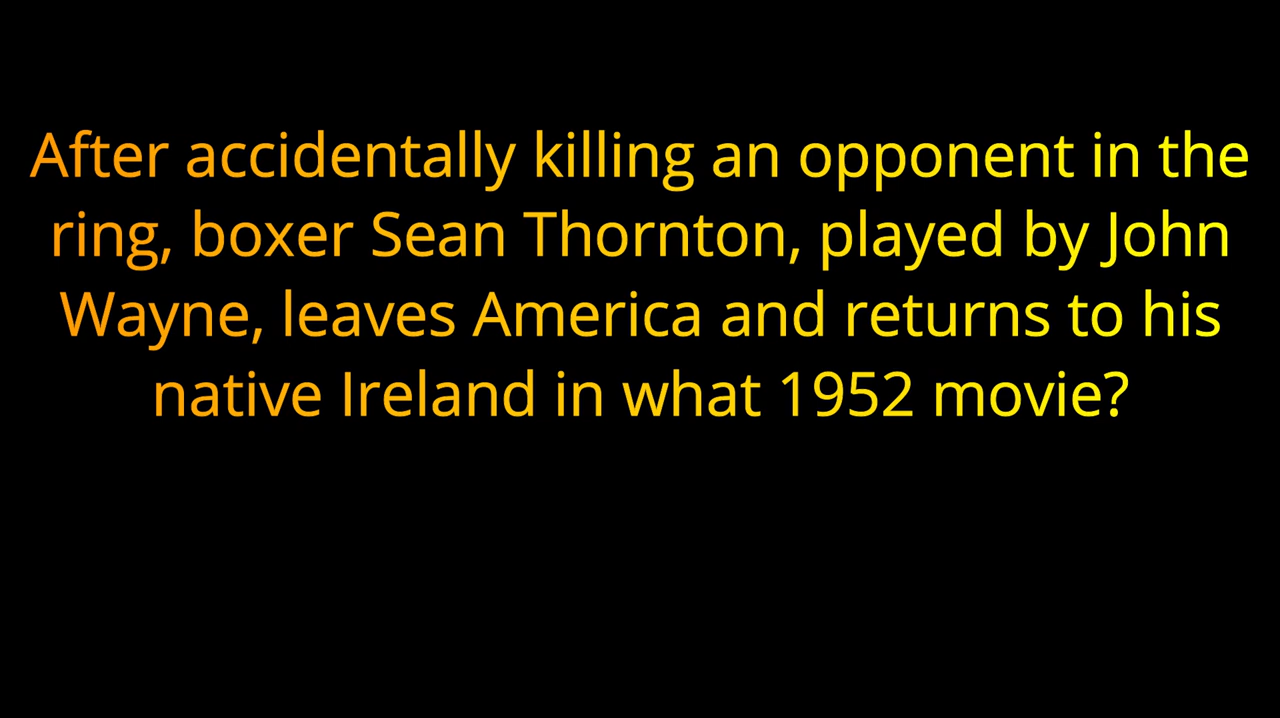 After accidentally killing an opponent in the
ring, boxer Sean Thornton, played by John
Wayne, leaves America and returns to his
native Ireland in what 1952 movie?